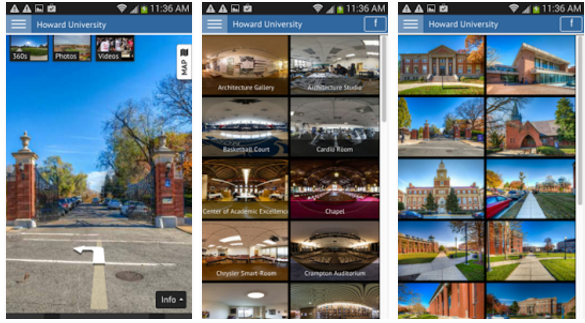 11:36 AM
Howard University
360s
Photos
Videos
MAP
Info
11:36 AM
Howard University
f
Architecture Gallery
Architecture Studio
Basketball Court
Cardio Room
Center of Academic Excellence
Chapel
Chrysler Smart-Room
Crampton Auditorium
11:36 AM
Howard University
f